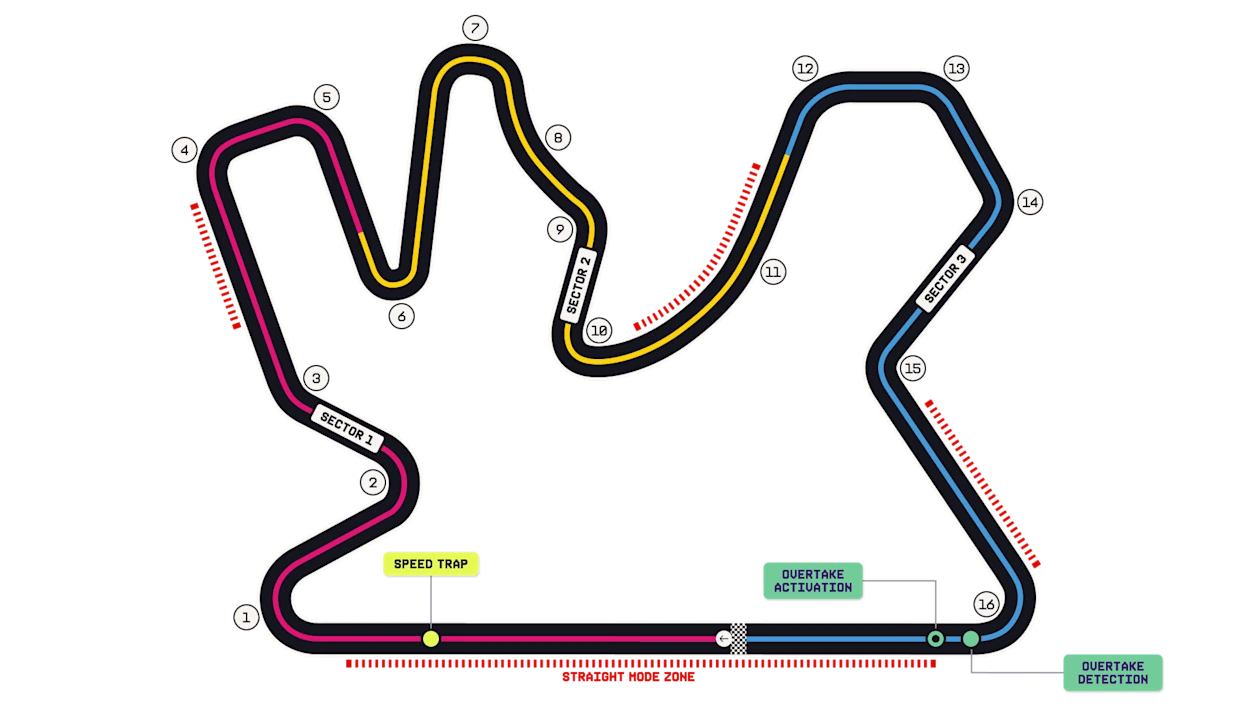 7
12
13
5
8
4
14
9
SECTOR 2
11
SECTOR 3
6
10
15
3
SECTOR 1
2
SPEED TRAP
OVERTAKE
ACTIVATION
16
1
←
STRAIGHT MODE ZONE
OVERTAKE
DETECTION